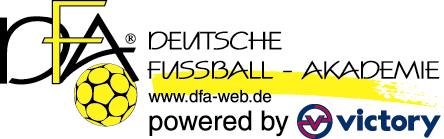 DFA®
DEUTSCHE
FUSSBALL - AKADEMIE
www.dfa-web.de
powered by victory